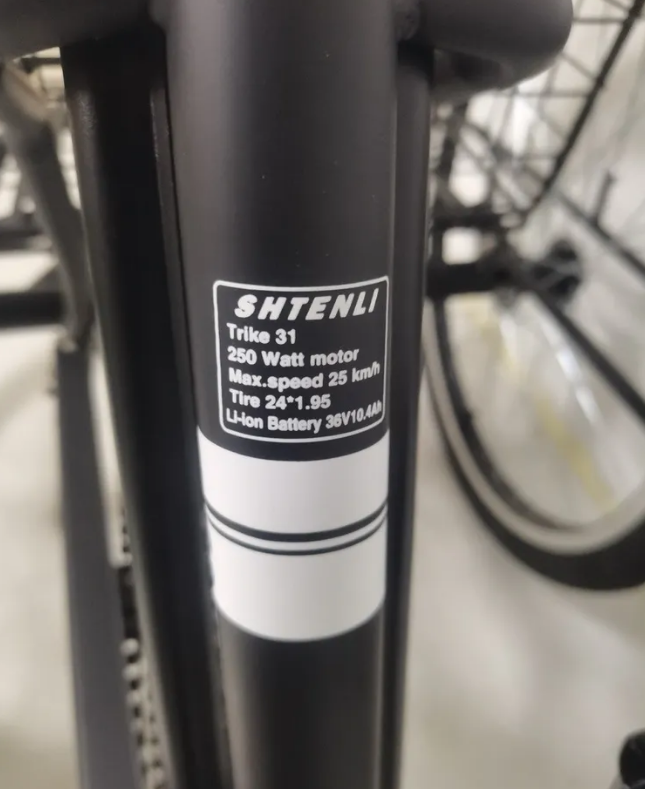 SHTENLI
Trike 31
250 Watt motor
Max.speed 25 km/h
Tire 24*1.95
Li-ion Battery 36V10.4Ah